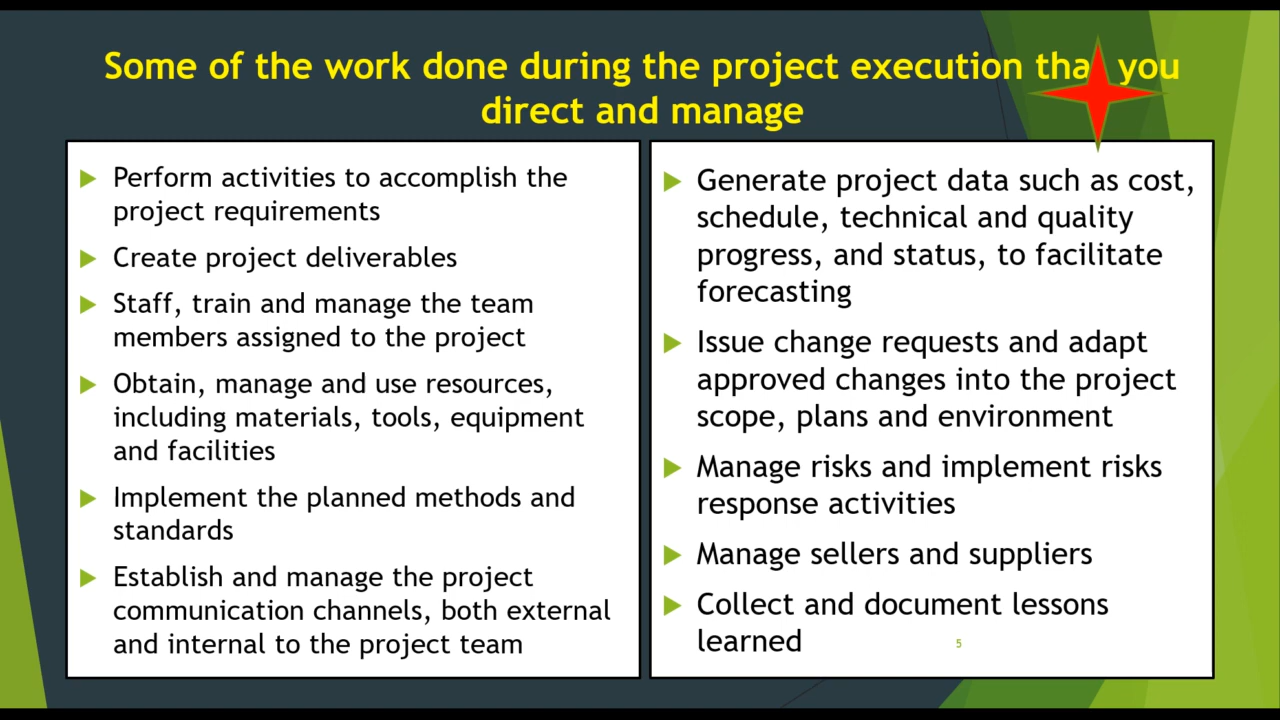 Some of the work done during the project execution that you
direct and manage
Perform activities to accomplish the
project requirements
Create project deliverables
Staff, train and manage the team
members assigned to the project
Obtain, manage and use resources,
including materials, tools, equipment
and facilities
Implement the planned methods and
standards
Establish and manage the project
communication channels, both external
and internal to the project team
Generate project data such as cost,
schedule, technical and quality
progress, and status, to facilitate
forecasting
Issue change requests and adapt
approved changes into the project
scope, plans and environment
Manage risks and implement risks
response activities
Manage sellers and suppliers
Collect and document lessons
learned
5